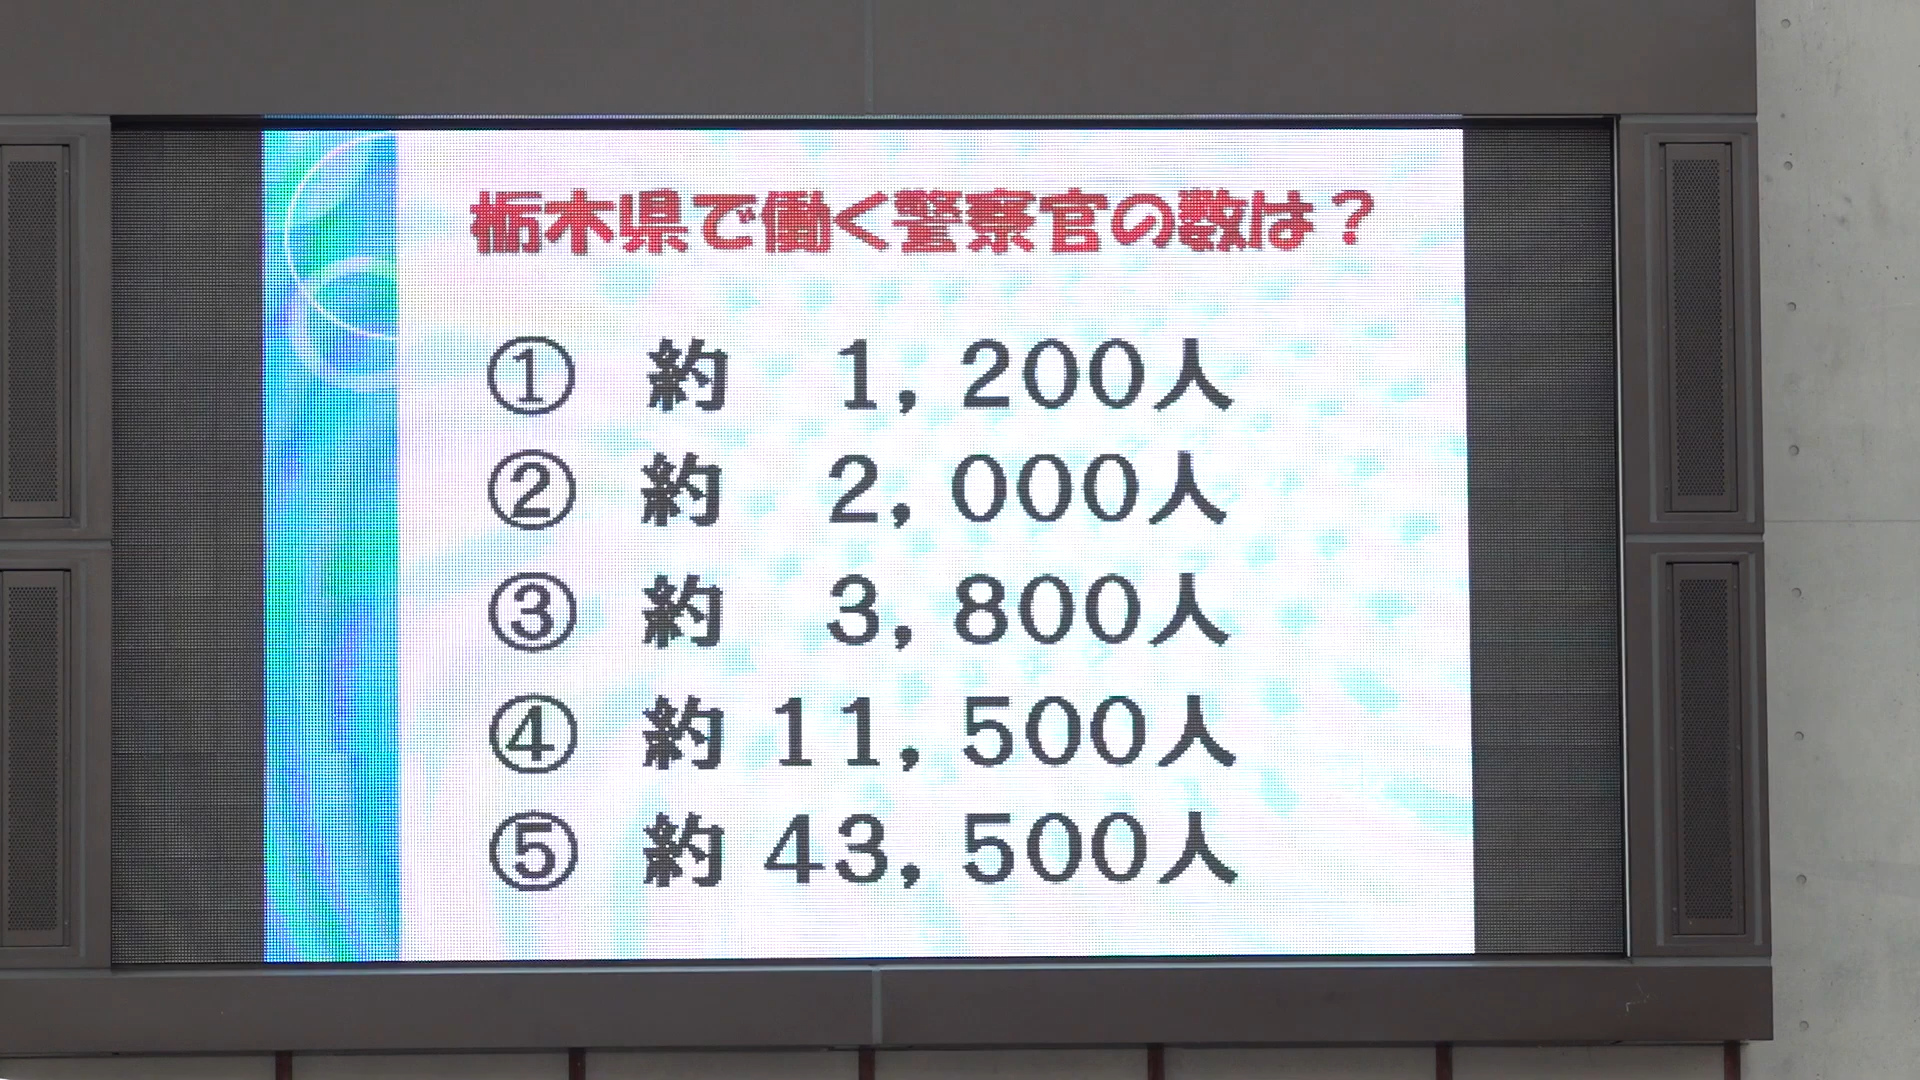 栃木県で働く警察官の数は？
① 約 1,200人
② 約 2,000人
③ 約 3,800人
④ 約 11,500人
⑤ 約 43,500人